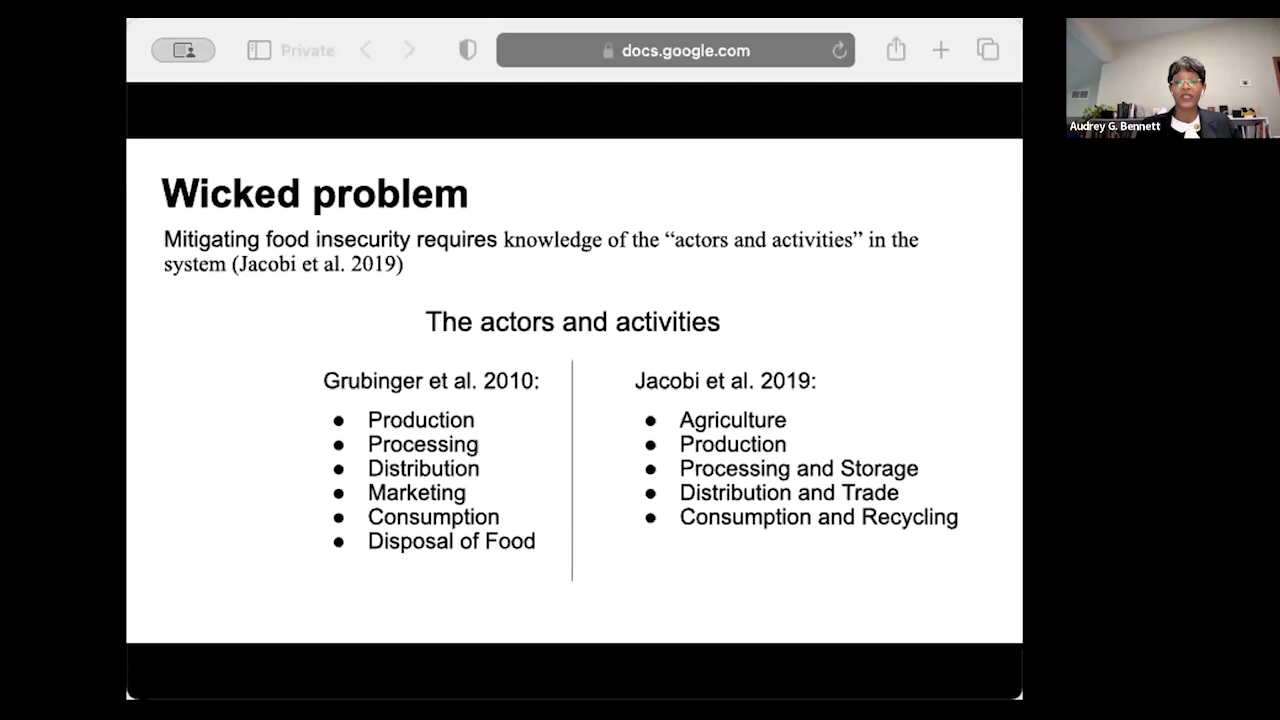 Private
docs.google.com
Audrey G. Bennett
Wicked problem
Mitigating food insecurity requires knowledge of the “actors and activities” in the
system (Jacobi et al. 2019)
The actors and activities
Grubinger et al. 2010:
● Production
● Processing
● Distribution
● Marketing
● Consumption
● Disposal of Food
Jacobi et al. 2019:
● Agriculture
● Production
● Processing and Storage
● Distribution and Trade
● Consumption and Recycling